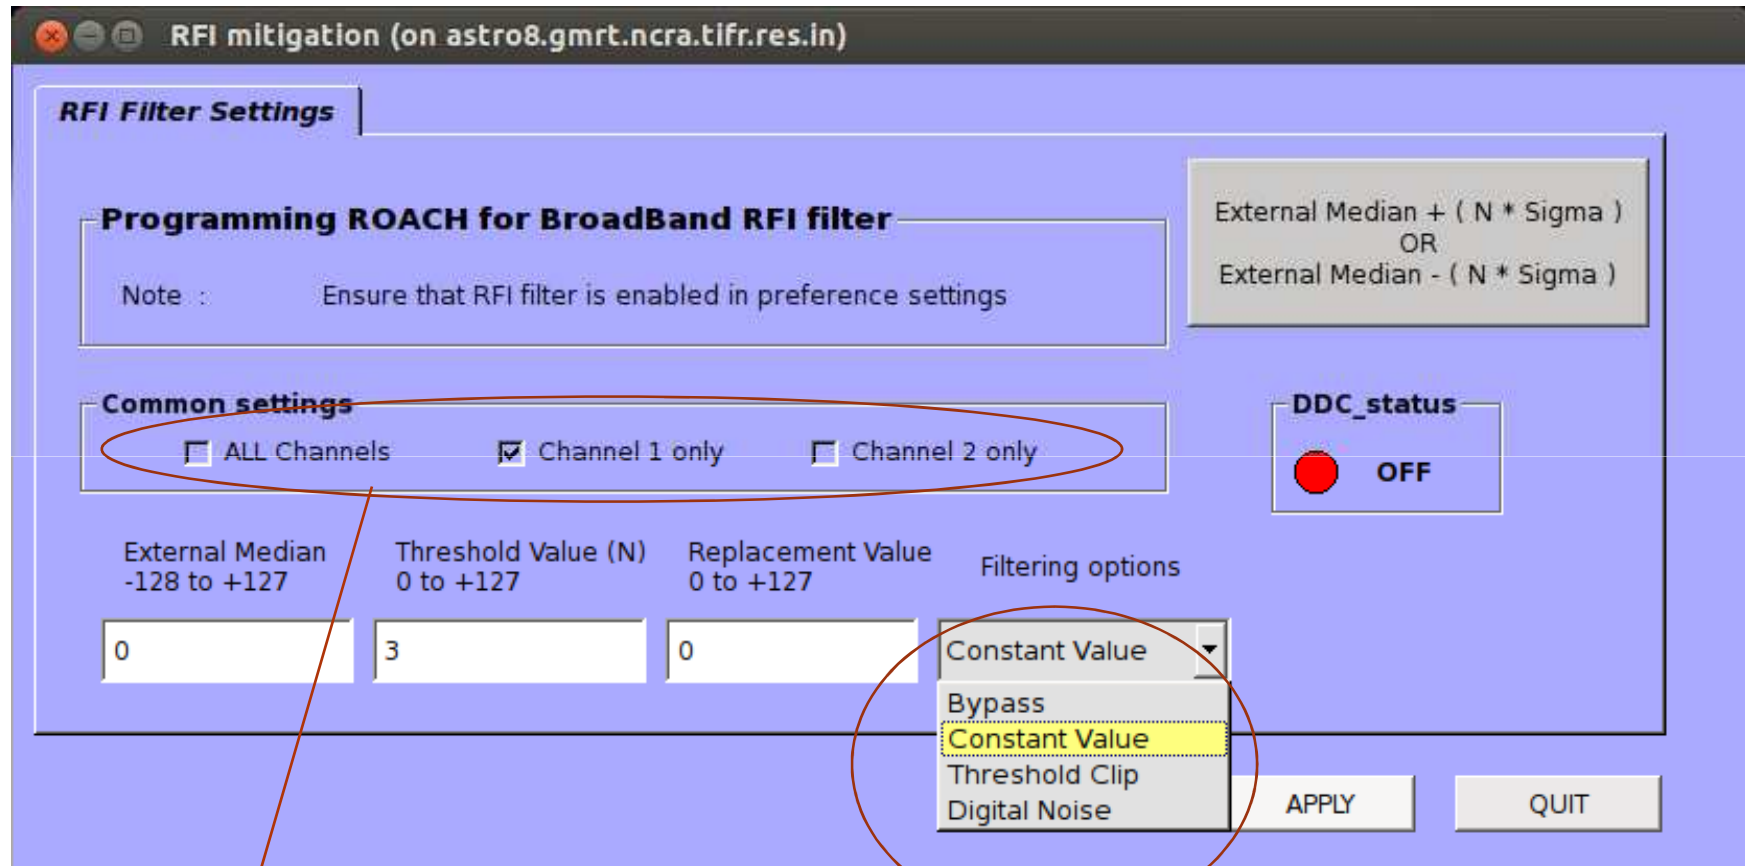 RFI mitigation (on astro8.gmrt.ncra.tifr.res.in)
RFI Filter Settings
Programming ROACH for BroadBand RFI filter
Note : Ensure that RFI filter is enabled in preference settings
External Median + ( N * Sigma )
OR
External Median - ( N * Sigma )
Common settings
ALL Channels Channel 1 only Channel 2 only
DDC_status
OFF
External Median
-128 to +127
Threshold Value (N)
0 to +127
Replacement Value
0 to +127
Filtering options
0 3 0 Constant Value
Bypass
Constant Value
Threshold Clip
Digital Noise
APPLY QUIT